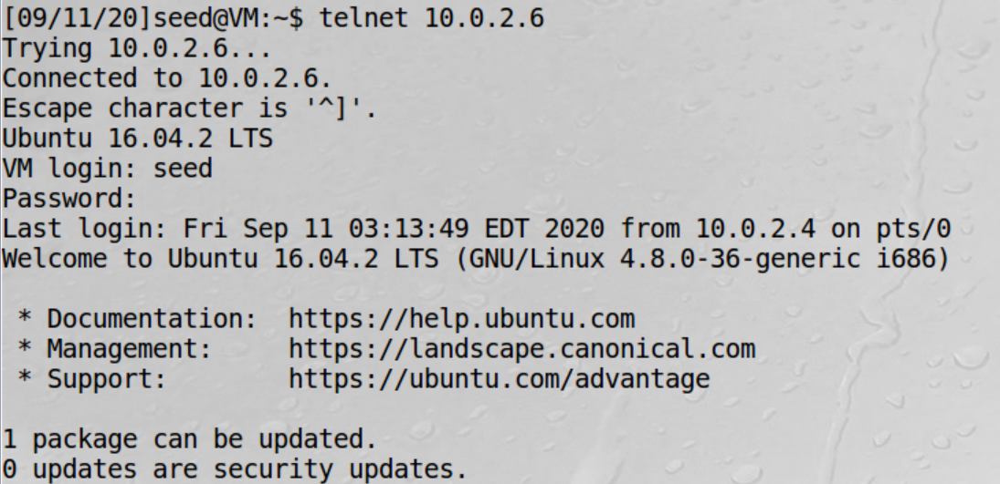 [09/11/20]seed@VM:~$ telnet 10.0.2.6
Trying 10.0.2.6...
Connected to 10.0.2.6.
Escape character is '^]'.
Ubuntu 16.04.2 LTS
VM login: seed
Password:
Last login: Fri Sep 11 03:13:49 EDT 2020 from 10.0.2.4 on pts/0
Welcome to Ubuntu 16.04.2 LTS (GNU/Linux 4.8.0-36-generic i686)

 * Documentation:  https://help.ubuntu.com
 * Management:     https://landscape.canonical.com
 * Support:        https://ubuntu.com/advantage

1 package can be updated.
0 updates are security updates.